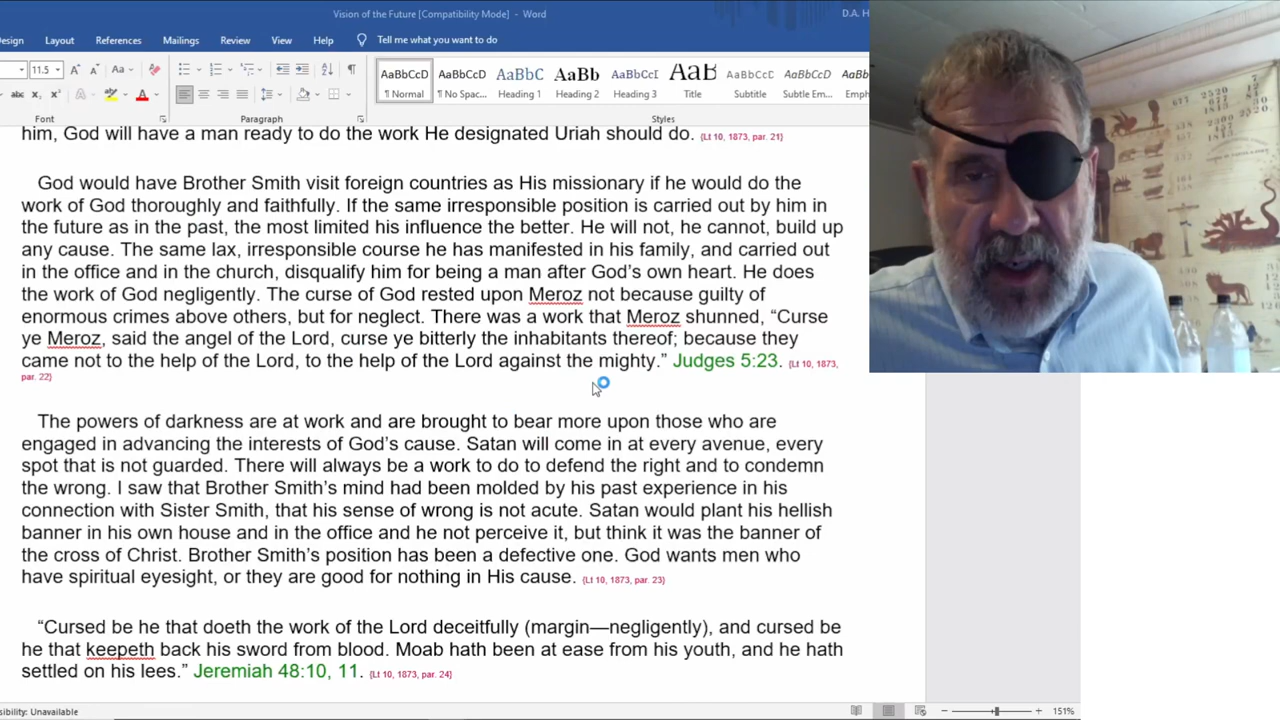 Vision of the Future [Compatibility Mode] - Word
D.A. H
esign Layout References Mailings Review View Help Tell me what you want to do
11.5
AaBbCcD AaBbCcD AaBbC AaBb AaBbCcI AaB AaBbCcD AaBbCcD AaBb
¶ Normal ¶ No Spac... Heading 1 Heading 2 Heading 3 Title Subtitle Subtle Em... Emph
Font Paragraph Styles
him, God will have a man ready to do the work He designated Uriah should do. {Lt 10, 1873, par. 21}
God would have Brother Smith visit foreign countries as His missionary if he would do the
work of God thoroughly and faithfully. If the same irresponsible position is carried out by him in
the future as in the past, the most limited his influence the better. He will not, he cannot, build up
any cause. The same lax, irresponsible course he has manifested in his family, and carried out
in the office and in the church, disqualify him for being a man after God’s own heart. He does
the work of God negligently. The curse of God rested upon Meroz not because guilty of
enormous crimes above others, but for neglect. There was a work that Meroz shunned, “Curse
ye Meroz, said the angel of the Lord, curse ye bitterly the inhabitants thereof; because they
came not to the help of the Lord, to the help of the Lord against the mighty.” Judges 5:23. {Lt 10, 1873,
par. 22}
The powers of darkness are at work and are brought to bear more upon those who are
engaged in advancing the interests of God’s cause. Satan will come in at every avenue, every
spot that is not guarded. There will always be a work to do to defend the right and to condemn
the wrong. I saw that Brother Smith’s mind had been molded by his past experience in his
connection with Sister Smith, that his sense of wrong is not acute. Satan would plant his hellish
banner in his own house and in the office and he not perceive it, but think it was the banner of
the cross of Christ. Brother Smith’s position has been a defective one. God wants men who
have spiritual eyesight, or they are good for nothing in His cause. {Lt 10, 1873, par. 23}
“Cursed be he that doeth the work of the Lord deceitfully (margin—negligently), and cursed be
he that keepeth back his sword from blood. Moab hath been at ease from his youth, and he hath
settled on his lees.” Jeremiah 48:10, 11. {Lt 10, 1873, par. 24}
sibility: Unavailable
151%
677 2520
2300
457
1843
538